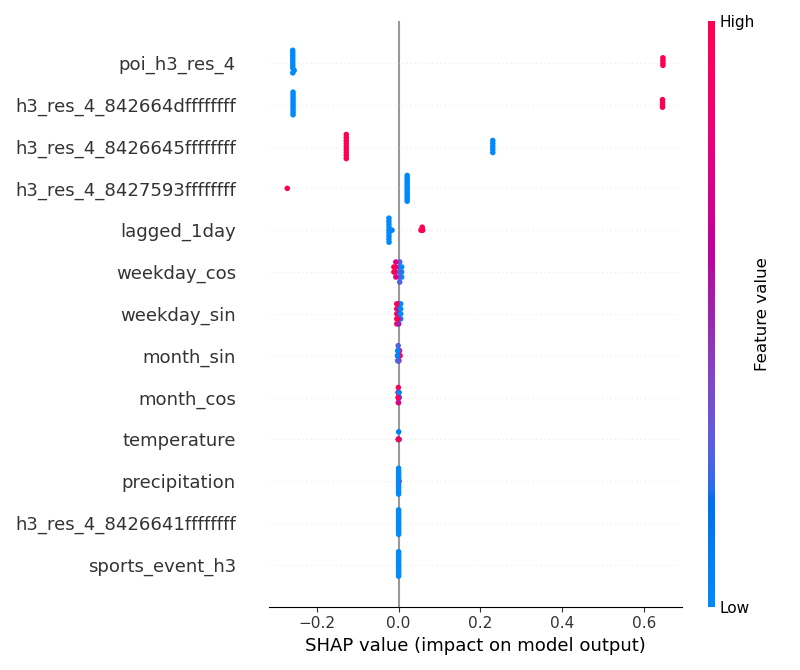 High
poi_h3_res_4
h3_res_4_842664dffffffff
h3_res_4_8426645ffffffff
h3_res_4_8427593ffffffff
lagged_1day
weekday_cos
weekday_sin
month_sin
month_cos
temperature
precipitation
h3_res_4_8426641ffffffff
sports_event_h3
Feature value
Low
−0.2 0.0 0.2 0.4 0.6
SHAP value (impact on model output)